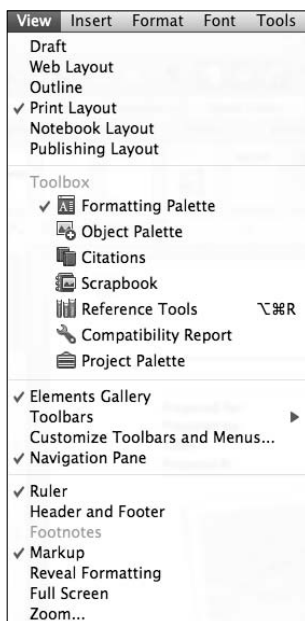 View Insert Format Font Tools
Draft
Web Layout
Outline
✓ Print Layout
Notebook Layout
Publishing Layout
Toolbox
✓ Formatting Palette
Object Palette
Citations
Scrapbook
Reference Tools ⌥⌘R
Compatibility Report
Project Palette
✓ Elements Gallery
Toolbars ▶
Customize Toolbars and Menus...
✓ Navigation Pane
✓ Ruler
Header and Footer
Footnotes
✓ Markup
Reveal Formatting
Full Screen
Zoom...